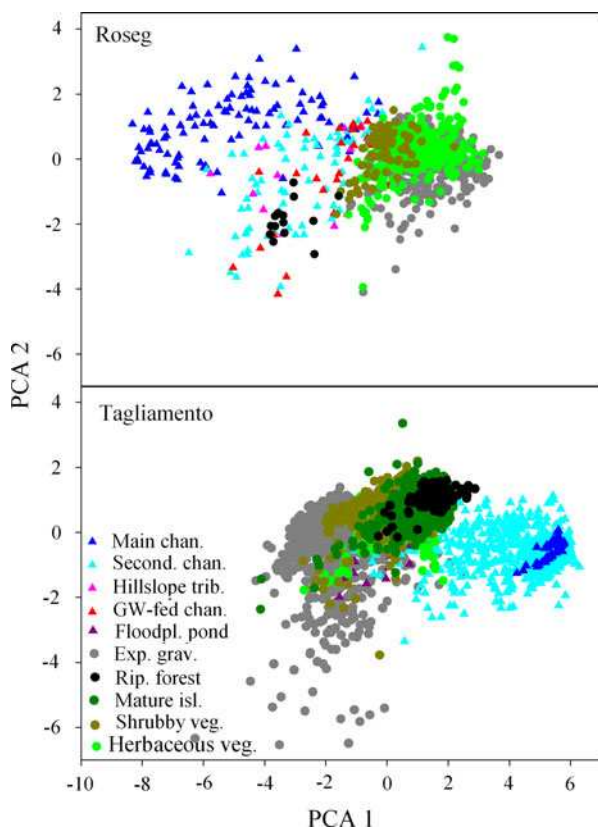 4
Roseg
2
0
-2
-4
-6
PCA 2
4
Tagliamento
2
0
-2
-4
-6
Main chan.
Second. chan.
Hillslope trib.
GW-fed chan.
Floodpl. pond
Exp. grav.
Rip. forest
Mature isl.
Shrubby veg.
Herbaceous veg.
-10 -8 -6 -4 -2 0 2 4 6
PCA 1